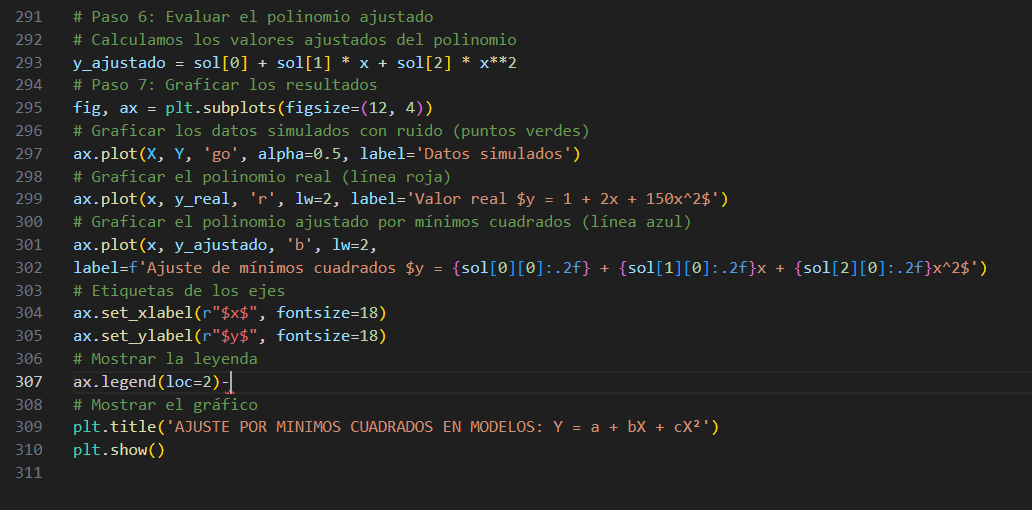 291 # Paso 6: Evaluar el polinomio ajustado
292 # Calculamos los valores ajustados del polinomio
293 y_ajustado = sol[0] + sol[1] * x + sol[2] * x**2
294 # Paso 7: Graficar los resultados
295 fig, ax = plt.subplots(figsize=(12, 4))
296 # Graficar los datos simulados con ruido (puntos verdes)
297 ax.plot(X, Y, 'go', alpha=0.5, label='Datos simulados')
298 # Graficar el polinomio real (línea roja)
299 ax.plot(x, y_real, 'r', lw=2, label='Valor real $y = 1 + 2x + 150x^2$')
300 # Graficar el polinomio ajustado por mínimos cuadrados (línea azul)
301 ax.plot(x, y_ajustado, 'b', lw=2,
302 label=f'Ajuste de mínimos cuadrados $y = {sol[0][0]:.2f} + {sol[1][0]:.2f}x + {sol[2][0]:.2f}x^2$')
303 # Etiquetas de los ejes
304 ax.set_xlabel(r"$x$", fontsize=18)
305 ax.set_ylabel(r"$y$", fontsize=18)
306 # Mostrar la leyenda
307 ax.legend(loc=2)-
308 # Mostrar el gráfico
309 plt.title('AJUSTE POR MINIMOS CUADRADOS EN MODELOS: Y = a + bX + cX²')
310 plt.show()
311